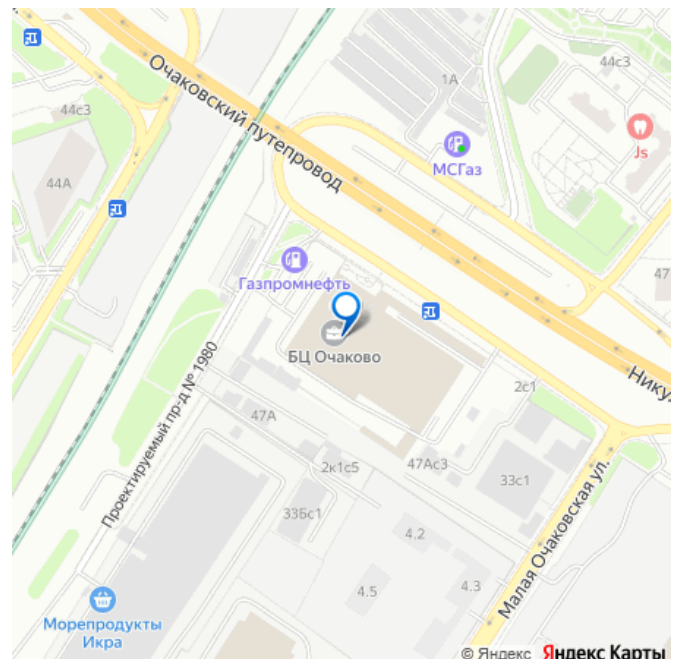 44с3
44с3
1А
Очаковский путепровод
МСГаз
Js
44А
47
Газпромнефть
БЦ Очаково
Нику
2с1
Проектируемый пр-д № 1980
47А
47Ас3
2к1с5
33с1
33Бс1
4.2
Малая Очаковская ул.
4.5
4.3
Морепродукты
Икра
© Яндекс Яндекс Карты